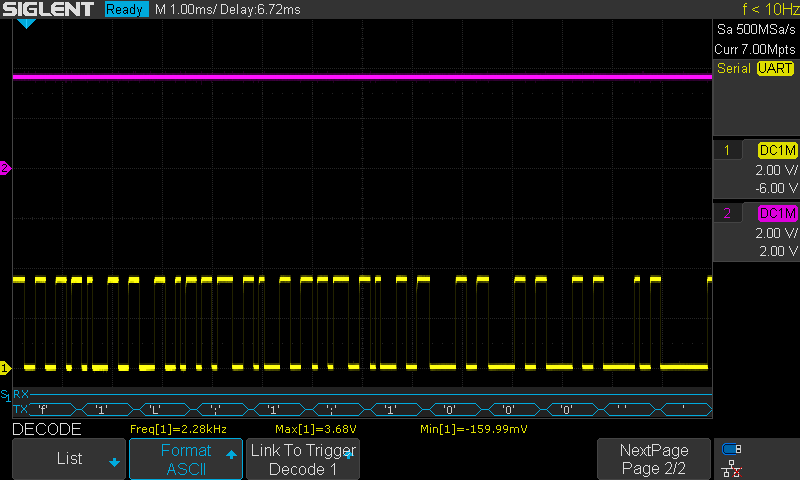 SIGLENT Ready M 1.00ms/ Delay:6.72ms f < 10Hz
Sa 500MSa/s
Curr 7.00Mpts
Serial UART
1 DC1M
2.00 V/
-6.00 V
2 DC1M
2.00 V/
2.00 V
2
1
S1 RX
TX 'f' '1' 'L' ';' '1' ';' '1' '0' '0' '0' ' ' '
DECODE Freq[1]=2.28kHz Max[1]=3.68V Min[1]=-159.99mV
List
Format
ASCII
Link To Trigger
Decode 1
NextPage
Page 2/2